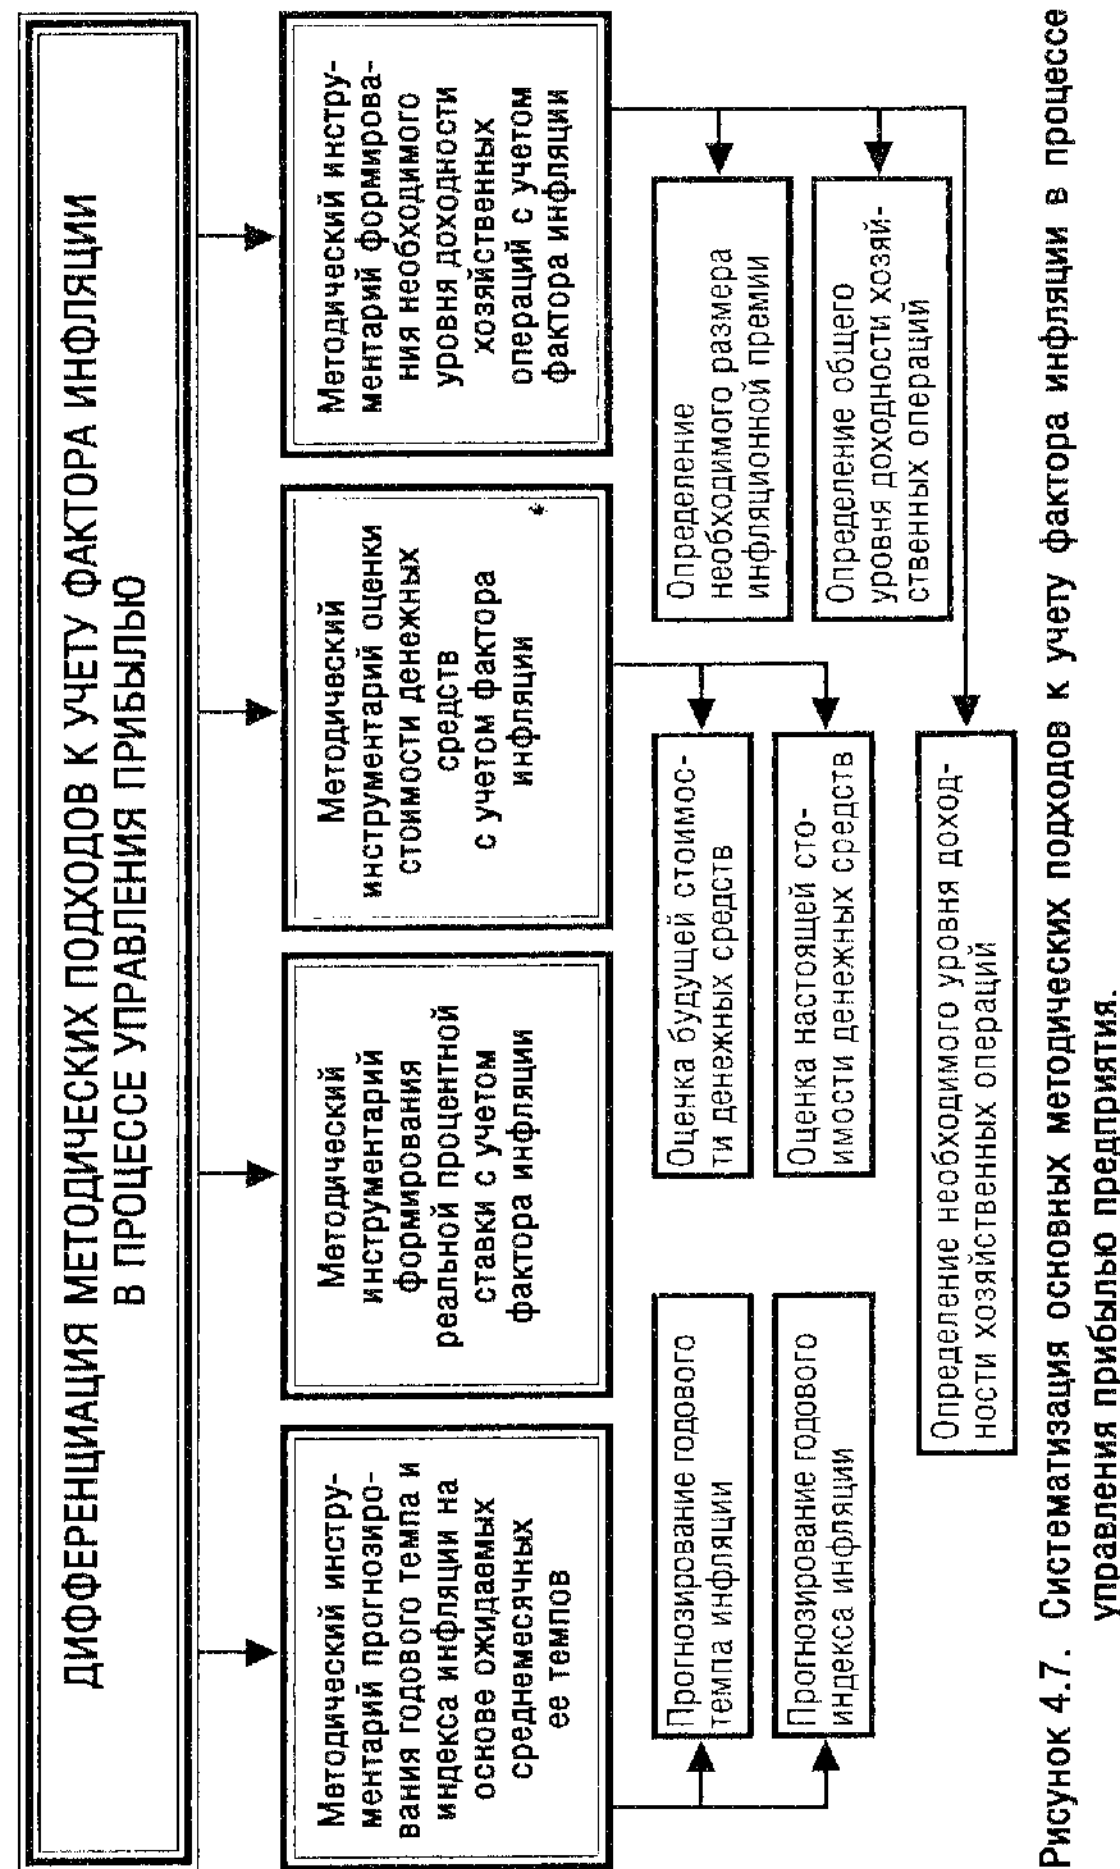 ДИФФЕРЕНЦИАЦИЯ МЕТОДИЧЕСКИХ ПОДХОДОВ К УЧЕТУ ФАКТОРА ИНФЛЯЦИИ
В ПРОЦЕССЕ УПРАВЛЕНИЯ ПРИБЫЛЬЮ
Методический инстру-
ментарий прогнозиро-
вания годового темпа и
индекса инфляции на
основе ожидаемых
среднемесячных
ее темпов
Методический
инструментарий
формирования
реальной процентной
ставки с учетом
фактора инфляции
Методический
инструментарий оценки
стоимости денежных
средств
с учетом фактора
инфляции
Методический инстру-
ментарий формирова-
ния необходимого
уровня доходности
хозяйственных
операций с учетом
фактора инфляции
Прогнозирование годового
темпа инфляции
Прогнозирование годового
индекса инфляции
Оценка будущей стоимос-
ти денежных средств
Оценка настоящей сто-
имости денежных средств
Определение
необходимого размера
инфляционной премии
Определение общего
уровня доходности хозяй-
ственных операций
Определение необходимого уровня доход-
ности хозяйственных операций
Рисунок 4.7. Систематизация основных методических подходов к учету фактора инфляции в процессе
управления прибылью предприятия.